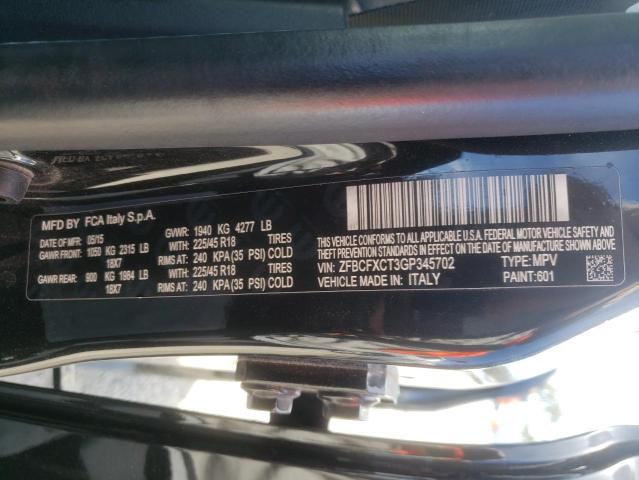 MFD BY FCA Italy S.p.A.
DATE OF MFD: 05/15 GVWR: 1940 KG 4277 LB
GAWR FRONT: 1050 KG 2315 LB WITH: 225/45 R18 TIRES
18X7 RIMS AT: 240 KPA(35 PSI) COLD
GAWR REAR: 900 KG 1984 LB WITH: 225/45 R18 TIRES
18X7 RIMS AT: 240 KPA(35 PSI) COLD
THIS VEHICLE CONFORMS TO ALL APPLICABLE U.S.A. FEDERAL MOTOR VEHICLE
SAFETY, BUMPER, AND THEFT PREVENTION STANDARDS IN EFFECT ON THE DATE OF MANUFACTURE SHOWN ABOVE.
VIN: ZFBCFXCT3GP345702 TYPE: MPV
VEHICLE MADE IN: ITALY PAINT: 601